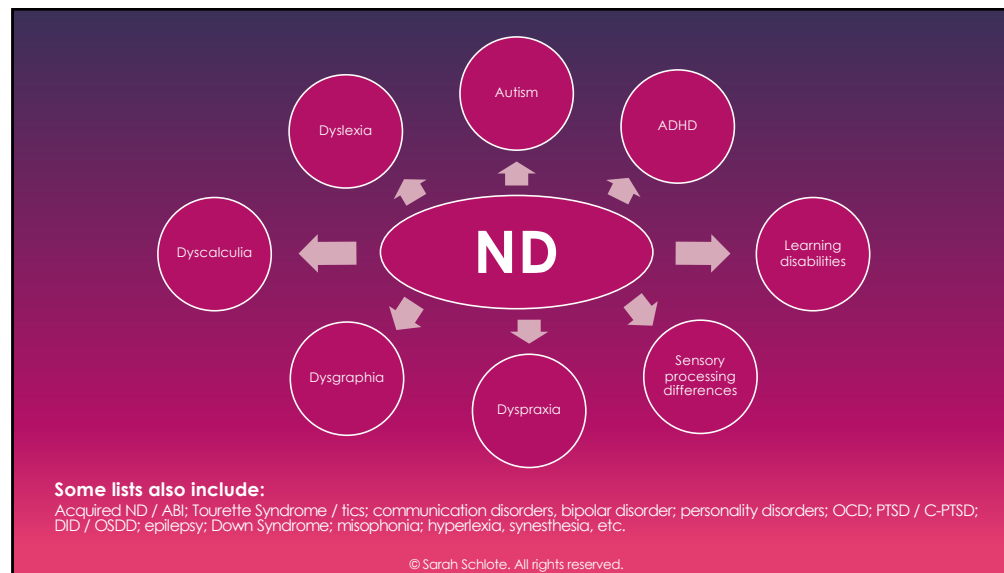 Autism
Dyslexia
ADHD
Dyscalculia
ND
Learning
disabilities
Dysgraphia
Dyspraxia
Sensory
processing
differences
Some lists also include:
Acquired ND / ABI; Tourette Syndrome / tics; communication disorders, bipolar disorder; personality disorders; OCD; PTSD / C-PTSD;
DID / OSDD; epilepsy; Down Syndrome; misophonia; hyperlexia, synesthesia, etc.
© Sarah Schlote. All rights reserved.